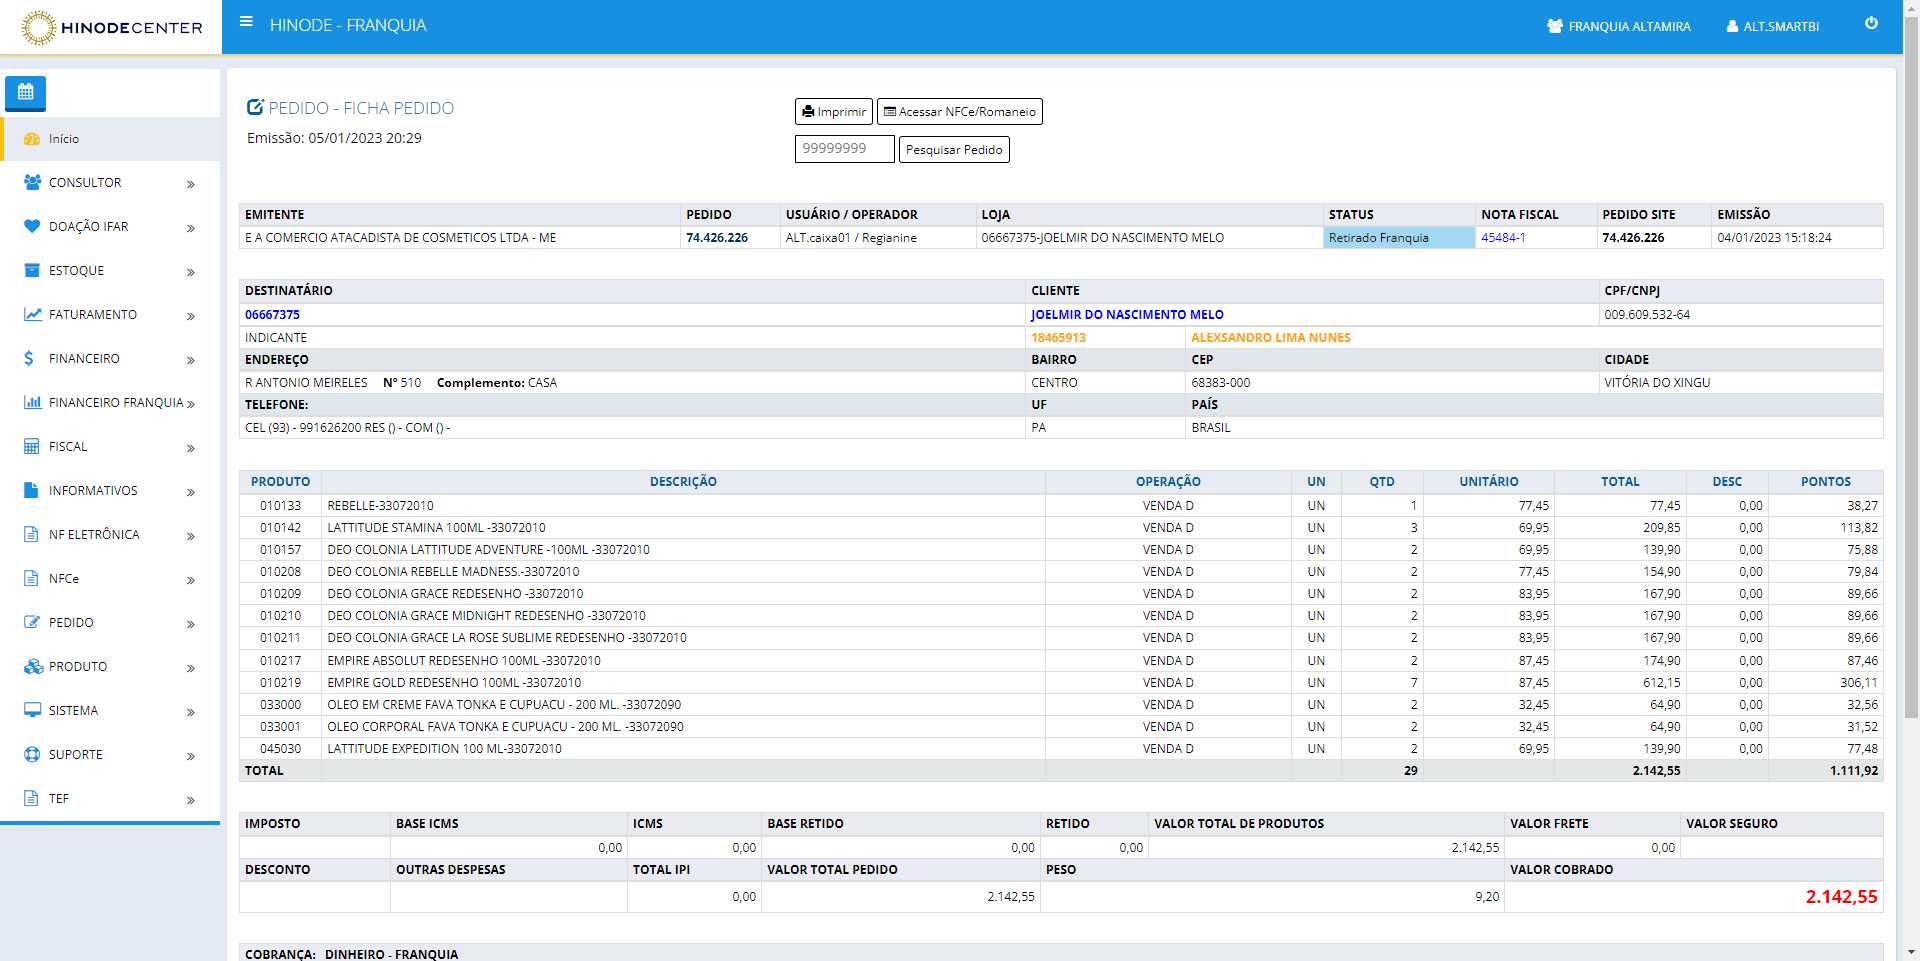 HINODECENTER
HINODE - FRANQUIA
FRANQUIA ALTAMIRA
ALT.SMARTBI
Início
CONSULTOR
DOAÇÃO IFAR
ESTOQUE
FATURAMENTO
FINANCEIRO
FINANCEIRO FRANQUIA
FISCAL
INFORMATIVOS
NF ELETRÔNICA
NFCe
PEDIDO
PRODUTO
SISTEMA
SUPORTE
TEF
PEDIDO - FICHA PEDIDO
Emissão: 05/01/2023 20:29
Imprimir Acessar NFCe/Romaneio
99999999 Pesquisar Pedido
EMITENTE PEDIDO USUÁRIO / OPERADOR LOJA STATUS NOTA FISCAL PEDIDO SITE EMISSÃO
E A COMERCIO ATACADISTA DE COSMETICOS LTDA - ME 74.426.226 ALT.caixa01 / Regianine 06667375-JOELMIR DO NASCIMENTO MELO Retirado Franquia 45484-1 74.426.226 04/01/2023 15:18:24
DESTINATÁRIO CLIENTE CPF/CNPJ
06667375 JOELMIR DO NASCIMENTO MELO 009.609.532-64
INDICANTE 18465913 ALEXSANDRO LIMA NUNES
ENDEREÇO BAIRRO CEP CIDADE
R ANTONIO MEIRELES Nº 510 Complemento: CASA CENTRO 68383-000 VITÓRIA DO XINGU
TELEFONE: UF PAÍS
CEL (93) - 991626200 RES () - COM () - PA BRASIL
PRODUTO DESCRIÇÃO OPERAÇÃO UN QTD UNITÁRIO TOTAL DESC PONTOS
010133 REBELLE-33072010 VENDA D UN 1 77,45 77,45 0,00 38,27
010142 LATTITUDE STAMINA 100ML -33072010 VENDA D UN 3 69,95 209,85 0,00 113,82
010157 DEO COLONIA LATTITUDE ADVENTURE -100ML -33072010 VENDA D UN 2 69,95 139,90 0,00 75,88
010208 DEO COLONIA REBELLE MADNESS.-33072010 VENDA D UN 2 77,45 154,90 0,00 79,84
010209 DEO COLONIA GRACE REDESENHO -33072010 VENDA D UN 2 83,95 167,90 0,00 89,66
010210 DEO COLONIA GRACE MIDNIGHT REDESENHO -33072010 VENDA D UN 2 83,95 167,90 0,00 89,66
010211 DEO COLONIA GRACE LA ROSE SUBLIME REDESENHO -33072010 VENDA D UN 2 83,95 167,90 0,00 89,66
010217 EMPIRE ABSOLUT REDESENHO 100ML -33072010 VENDA D UN 2 87,45 174,90 0,00 87,46
010219 EMPIRE GOLD REDESENHO 100ML -33072010 VENDA D UN 7 87,45 612,15 0,00 306,11
033000 OLEO EM CREME FAVA TONKA E CUPUACU - 200 ML. -33072090 VENDA D UN 2 32,45 64,90 0,00 32,56
033001 OLEO CORPORAL FAVA TONKA E CUPUACU - 200 ML. -33072090 VENDA D UN 2 32,45 64,90 0,00 31,52
045030 LATTITUDE EXPEDITION 100 ML-33072010 VENDA D UN 2 69,95 139,90 0,00 77,48
TOTAL 29 2.142,55 1.111,92
IMPOSTO BASE ICMS ICMS BASE RETIDO RETIDO VALOR TOTAL DE PRODUTOS VALOR FRETE VALOR SEGURO
0,00 0,00 0,00 0,00 2.142,55 0,00
DESCONTO OUTRAS DESPESAS TOTAL IPI VALOR TOTAL PEDIDO PESO VALOR COBRADO
0,00 2.142,55 9,20 2.142,55
COBRANÇA: DINHEIRO - FRANQUIA